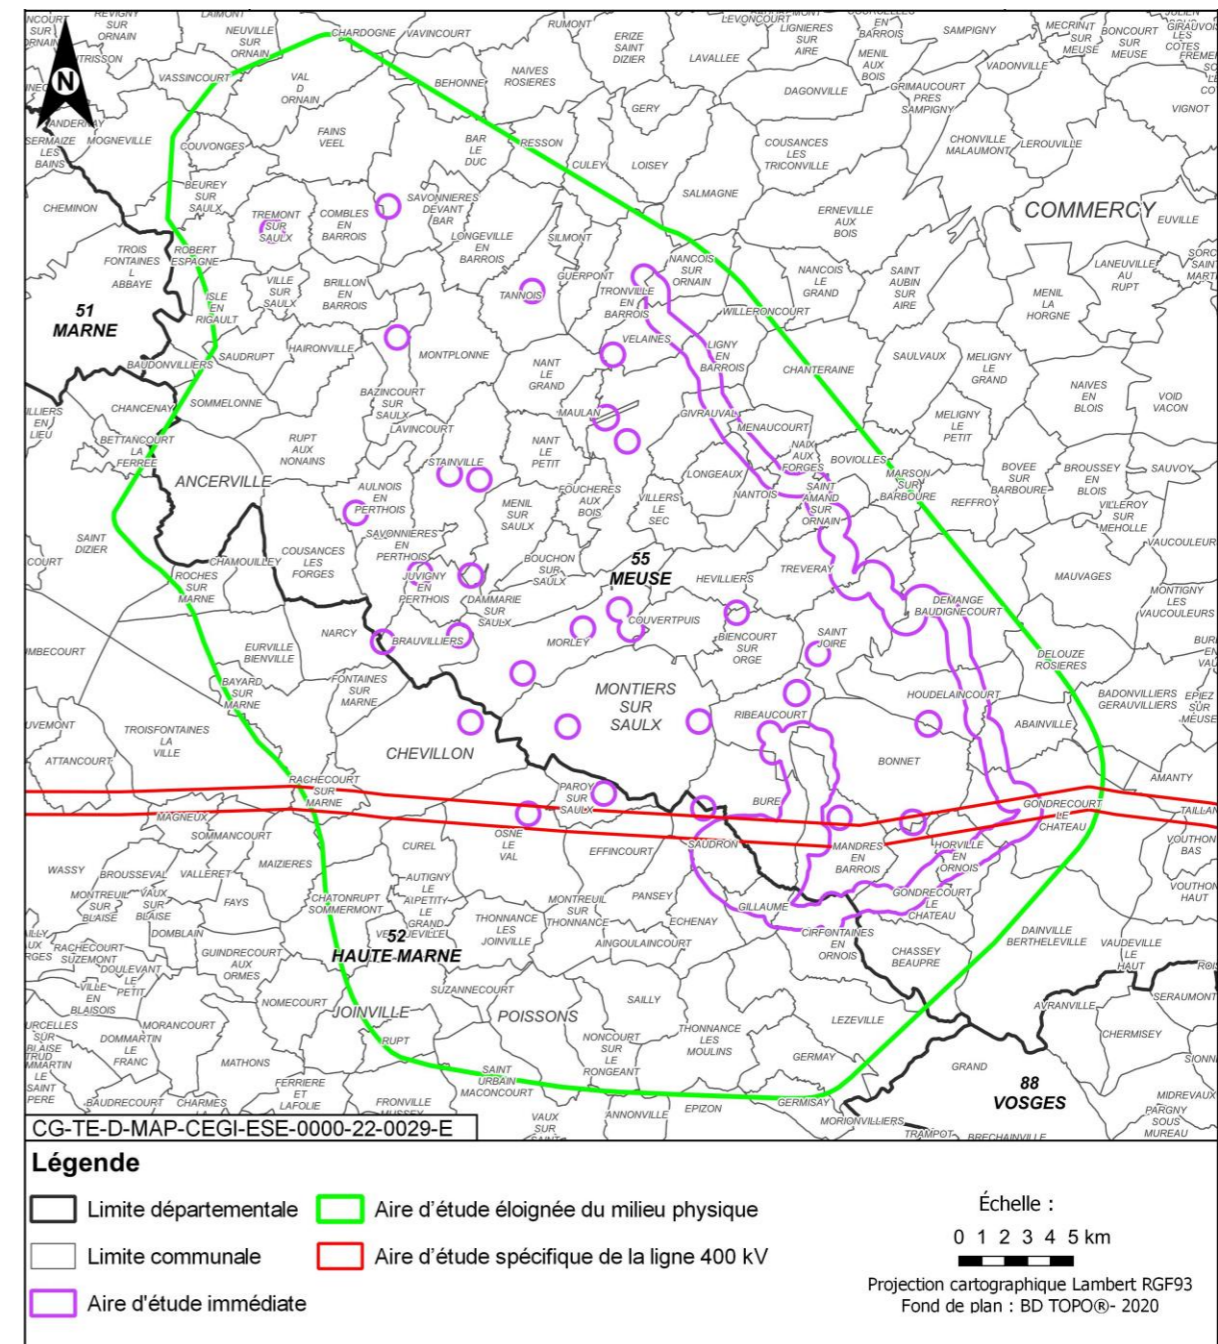 REVIGNY
SUR
ORNAIN
LAIMONT
NEUVILLE
SUR
ORNAIN
CHARDOGNE
VAVINCOURT
RUMONT
ERIZE
SAINT
DIZIER
LEVONCOURT
LIGNIERES
SUR
AIRE
LAVALLEE
EN
BARROIS
MENIL
AUX
BOIS
SAMPIGNY
MECRIN
SUR
MEUSE
BONCOURT
SUR
MEUSE
VADONVILLE
VIGNOT
N
VASSINCOURT
VAL
D
ORNAIN
BEHONNE
NAIVES
ROSIERES
GERY
DAGONVILLE
GRIMAUCOURT
PRES
SAMPIGNY
SERMAIZE
LES
BAINS
MOGNEVILLE
COUVONGES
FAINS
VEEL
BAR
LE
DUC
RESSON
CULEY
LOISEY
COUSANCES
LES
TRICONVILLE
CHONVILLE
MALAUMONT
LEROUVILLE
CHEMINON
BEUREY
SUR
SAULX
TREMONT
SUR
SAULX
COMBLES
EN
BARROIS
SAVONNIERES
DEVANT
BAR
SALMAGNE
ERNEVILLE
AUX
BOIS
COMMERCY
EUVILLE
TROIS
FONTAINES
L
ABBAYE
ROBERT
ESPAGNE
LONGEVILLE
EN
BARROIS
SILMONT
GUERPONT
NANCOIS
SUR
ORNAIN
NANCOIS
LE
GRAND
SAINT
AUBIN
SUR
AIRE
LANEUVILLE
AU
RUPT
MENIL
LA
HORGNE
51
MARNE
ISLE
EN
RIGAULT
VILLE
SUR
SAULX
BRILLON
EN
BARROIS
TANNOIS
TRONVILLE
EN
BARROIS
WILLERONCOURT
BAUDONVILLIERS
SAUDRUPT
HAIRONVILLE
MONTPLONNE
VELAINES
LIGNY
EN
BARROIS
CHANTERAINE
SAULVAUX
MELIGNY
LE
GRAND
NAIVES
EN
BLOIS
VOID
VACON
CHANCENAY
SOMMELONNE
BAZINCOURT
SUR
SAULX
LAVINCOURT
NANT
LE
GRAND
MAULAN
GIVRAUVAL
MENAUCOURT
MELIGNY
LE
PETIT
BETTANCOURT
LA
FERREE
RUPT
AUX
NONAINS
NANT
LE
PETIT
NAIX
AUX
FORGES
BOVIOLLES
MARSON
SUR
BARBOURE
BOVEE
SUR
BARBOURE
BROUSSEY
EN
BLOIS
SAUVOY
ANCERVILLE
STAINVILLE
AULNOIS
EN
PERTHOIS
MENIL
SUR
SAULX
FOUCHERES
AUX
BOIS
VILLERS
LE
SEC
LONGEAUX
NANTOIS
SAINT
AMAND
SUR
ORNAIN
REFFROY
VILLEROY
SUR
MEHOLLE
VAUCOULEURS
SAINT
DIZIER
ROCHES
SUR
MARNE
CHAMOUILLEY
COUSANCES
LES
FORGES
SAVONNIERES
EN
PERTHOIS
JUVIGNY
EN
PERTHOIS
DAMMARIE
SUR
SAULX
BOUCHON
SUR
SAULX
55
MEUSE
HEVILLIERS
TREVERAY
DEMANGE
BAUDIGNECOURT
MAUVAGES
MONTIGNY
LES
VAUCOULEURS
NARCY
EURVILLE
BIENVILLE
BRAUVILLIERS
MORLEY
COUVERTPUIS
BIENCOURT
SUR
ORGE
SAINT
JOIRE
DELOUZE
ROSIERES
BAYARD
SUR
MARNE
FONTAINES
SUR
MARNE
MONTIERS
SUR
SAULX
RIBEAUCOURT
HOUDELAINCOURT
ABAINVILLE
BADONVILLIERS
GERAUVILLIERS
EPIEZ
SUR
MEUSE
TROISFONTAINES
LA
VILLE
ATTANCOURT
CHEVILLON
BONNET
AMANTY
RACHECOURT
SUR
MARNE
PAROY
SUR
SAULX
BURE
GONDRECOURT
LE
CHATEAU
MAGNEUX
SOMMANCOURT
OSNE
LE
VAL
EFFINCOURT
SAUDRON
MANDRES
EN
BARROIS
HORVILLE
EN
ORNOIS
VOUTHON
BAS
WASSY
BROUSSEVAL
VALLERET
MAIZIERES
CUREL
VOUTHON
HAUT
MONTREUIL
SUR
BLAISE
VAUX
SUR
BLAISE
FAYS
CHATONRUPT
SOMMERMONT
AUTIGNY
LE
PETIT
AUTIGNY
LE
GRAND
MONTREUIL
SUR
THONNANCE
PANSEY
GILLAUME
GONDRECOURT
LE
CHATEAU
DOMBLAIN
THONNANCE
LES
JOINVILLE
ECHENAY
AINGOULAINCOURT
CIRFONTAINES
EN
ORNOIS
CHASSEY
BEAUPRE
DAINVILLE
BERTHELEVILLE
VAUDEVILLE
LE
HAUT
RACHECOURT
SUZEMONT
DOULEVANT
LE
PETIT
GUINDRECOURT
AUX
ORMES
52
HAUTE MARNE
VILLE
EN
BLAISOIS
NOMECOURT
SUZANNECOURT
SAILLY
AVRANVILLE
SERAUMONT
MORANCOURT
JOINVILLE
POISSONS
LEZEVILLE
CHERMISEY
DOMMARTIN
LE
FRANC
MATHONS
RUPT
NONCOURT
SUR
LE
RONGEANT
THONNANCE
LES
MOULINS
GERMAY
GRAND
BAUDRECOURT
CHARMES
FERRIERE
ET
LAFOLIE
FRONVILLE
SAINT
URBAIN
MACONCOURT
ANNONVILLE
EPIZON
GERMISAY
MORIONVILLIERS
88
VOSGES
MIDREVAUX
PARGNY
SOUS
MUREAU
VAUX
SUR
TRAMPOT
BRECHAINVILLE
CG-TE-D-MAP-CEGI-ESE-0000-22-0029-E
Légende
Limite départementale
Aire d'étude éloignée du milieu physique
Limite communale
Aire d'étude spécifique de la ligne 400 kV
Aire d'étude immédiate
Échelle :
0 1 2 3 4 5 km
Projection cartographique Lambert RGF93
Fond de plan : BD TOPO®- 2020